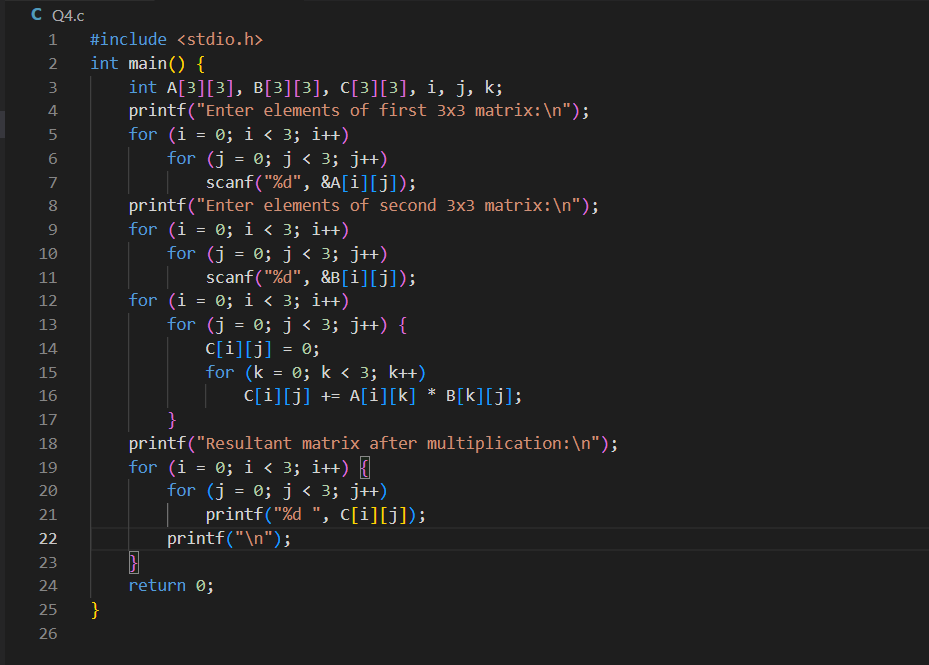 C Q4.c
1 #include <stdio.h>
2 int main() {
3     int A[3][3], B[3][3], C[3][3], i, j, k;
4     printf("Enter elements of first 3x3 matrix:\n");
5     for (i = 0; i < 3; i++)
6         for (j = 0; j < 3; j++)
7             scanf("%d", &A[i][j]);
8     printf("Enter elements of second 3x3 matrix:\n");
9     for (i = 0; i < 3; i++)
10         for (j = 0; j < 3; j++)
11             scanf("%d", &B[i][j]);
12     for (i = 0; i < 3; i++)
13         for (j = 0; j < 3; j++) {
14             C[i][j] = 0;
15             for (k = 0; k < 3; k++)
16                 C[i][j] += A[i][k] * B[k][j];
17         }
18     printf("Resultant matrix after multiplication:\n");
19     for (i = 0; i < 3; i++) {
20         for (j = 0; j < 3; j++)
21             printf("%d ", C[i][j]);
22         printf("\n");
23     }
24     return 0;
25 }
26